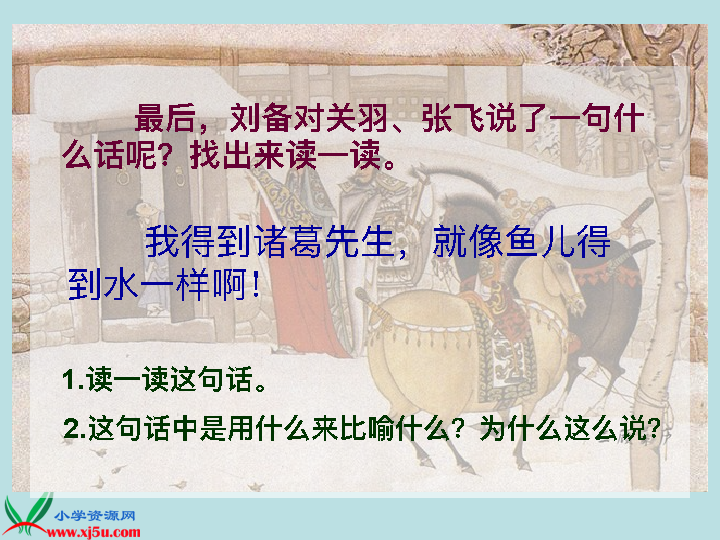 最后，刘备对关羽、张飞说了一句什
么话呢？找出来读一读。
我得到诸葛先生，就像鱼儿得
到水一样啊！
1.读一读这句话。
2.这句话中是用什么来比喻什么？为什么这么说？
小学资源网
www.xj5u.com